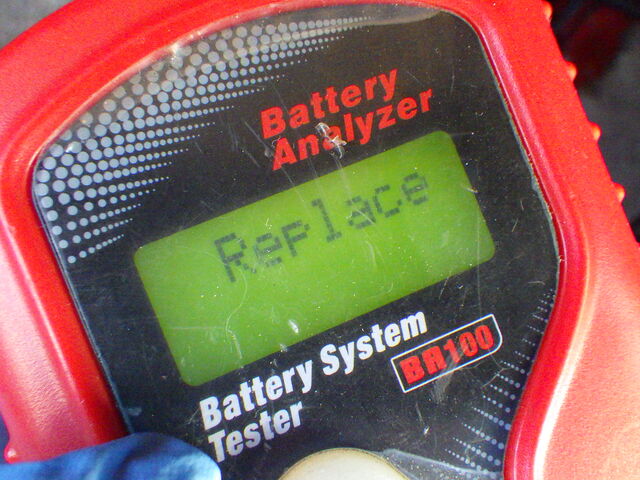 Battery
Analyzer
Replace
Battery System
Tester
BR100